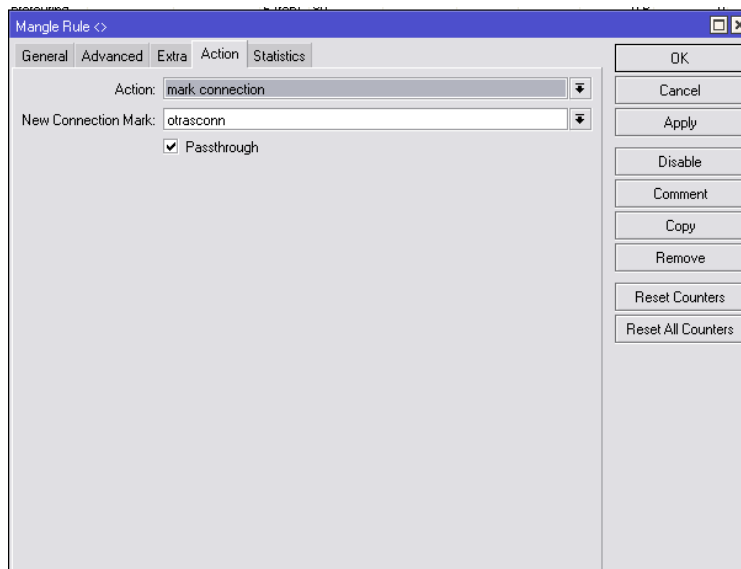 Mangle Rule <>
General Advanced Extra Action Statistics
Action: mark connection
New Connection Mark: otrasconn
Passthrough
OK
Cancel
Apply
Disable
Comment
Copy
Remove
Reset Counters
Reset All Counters